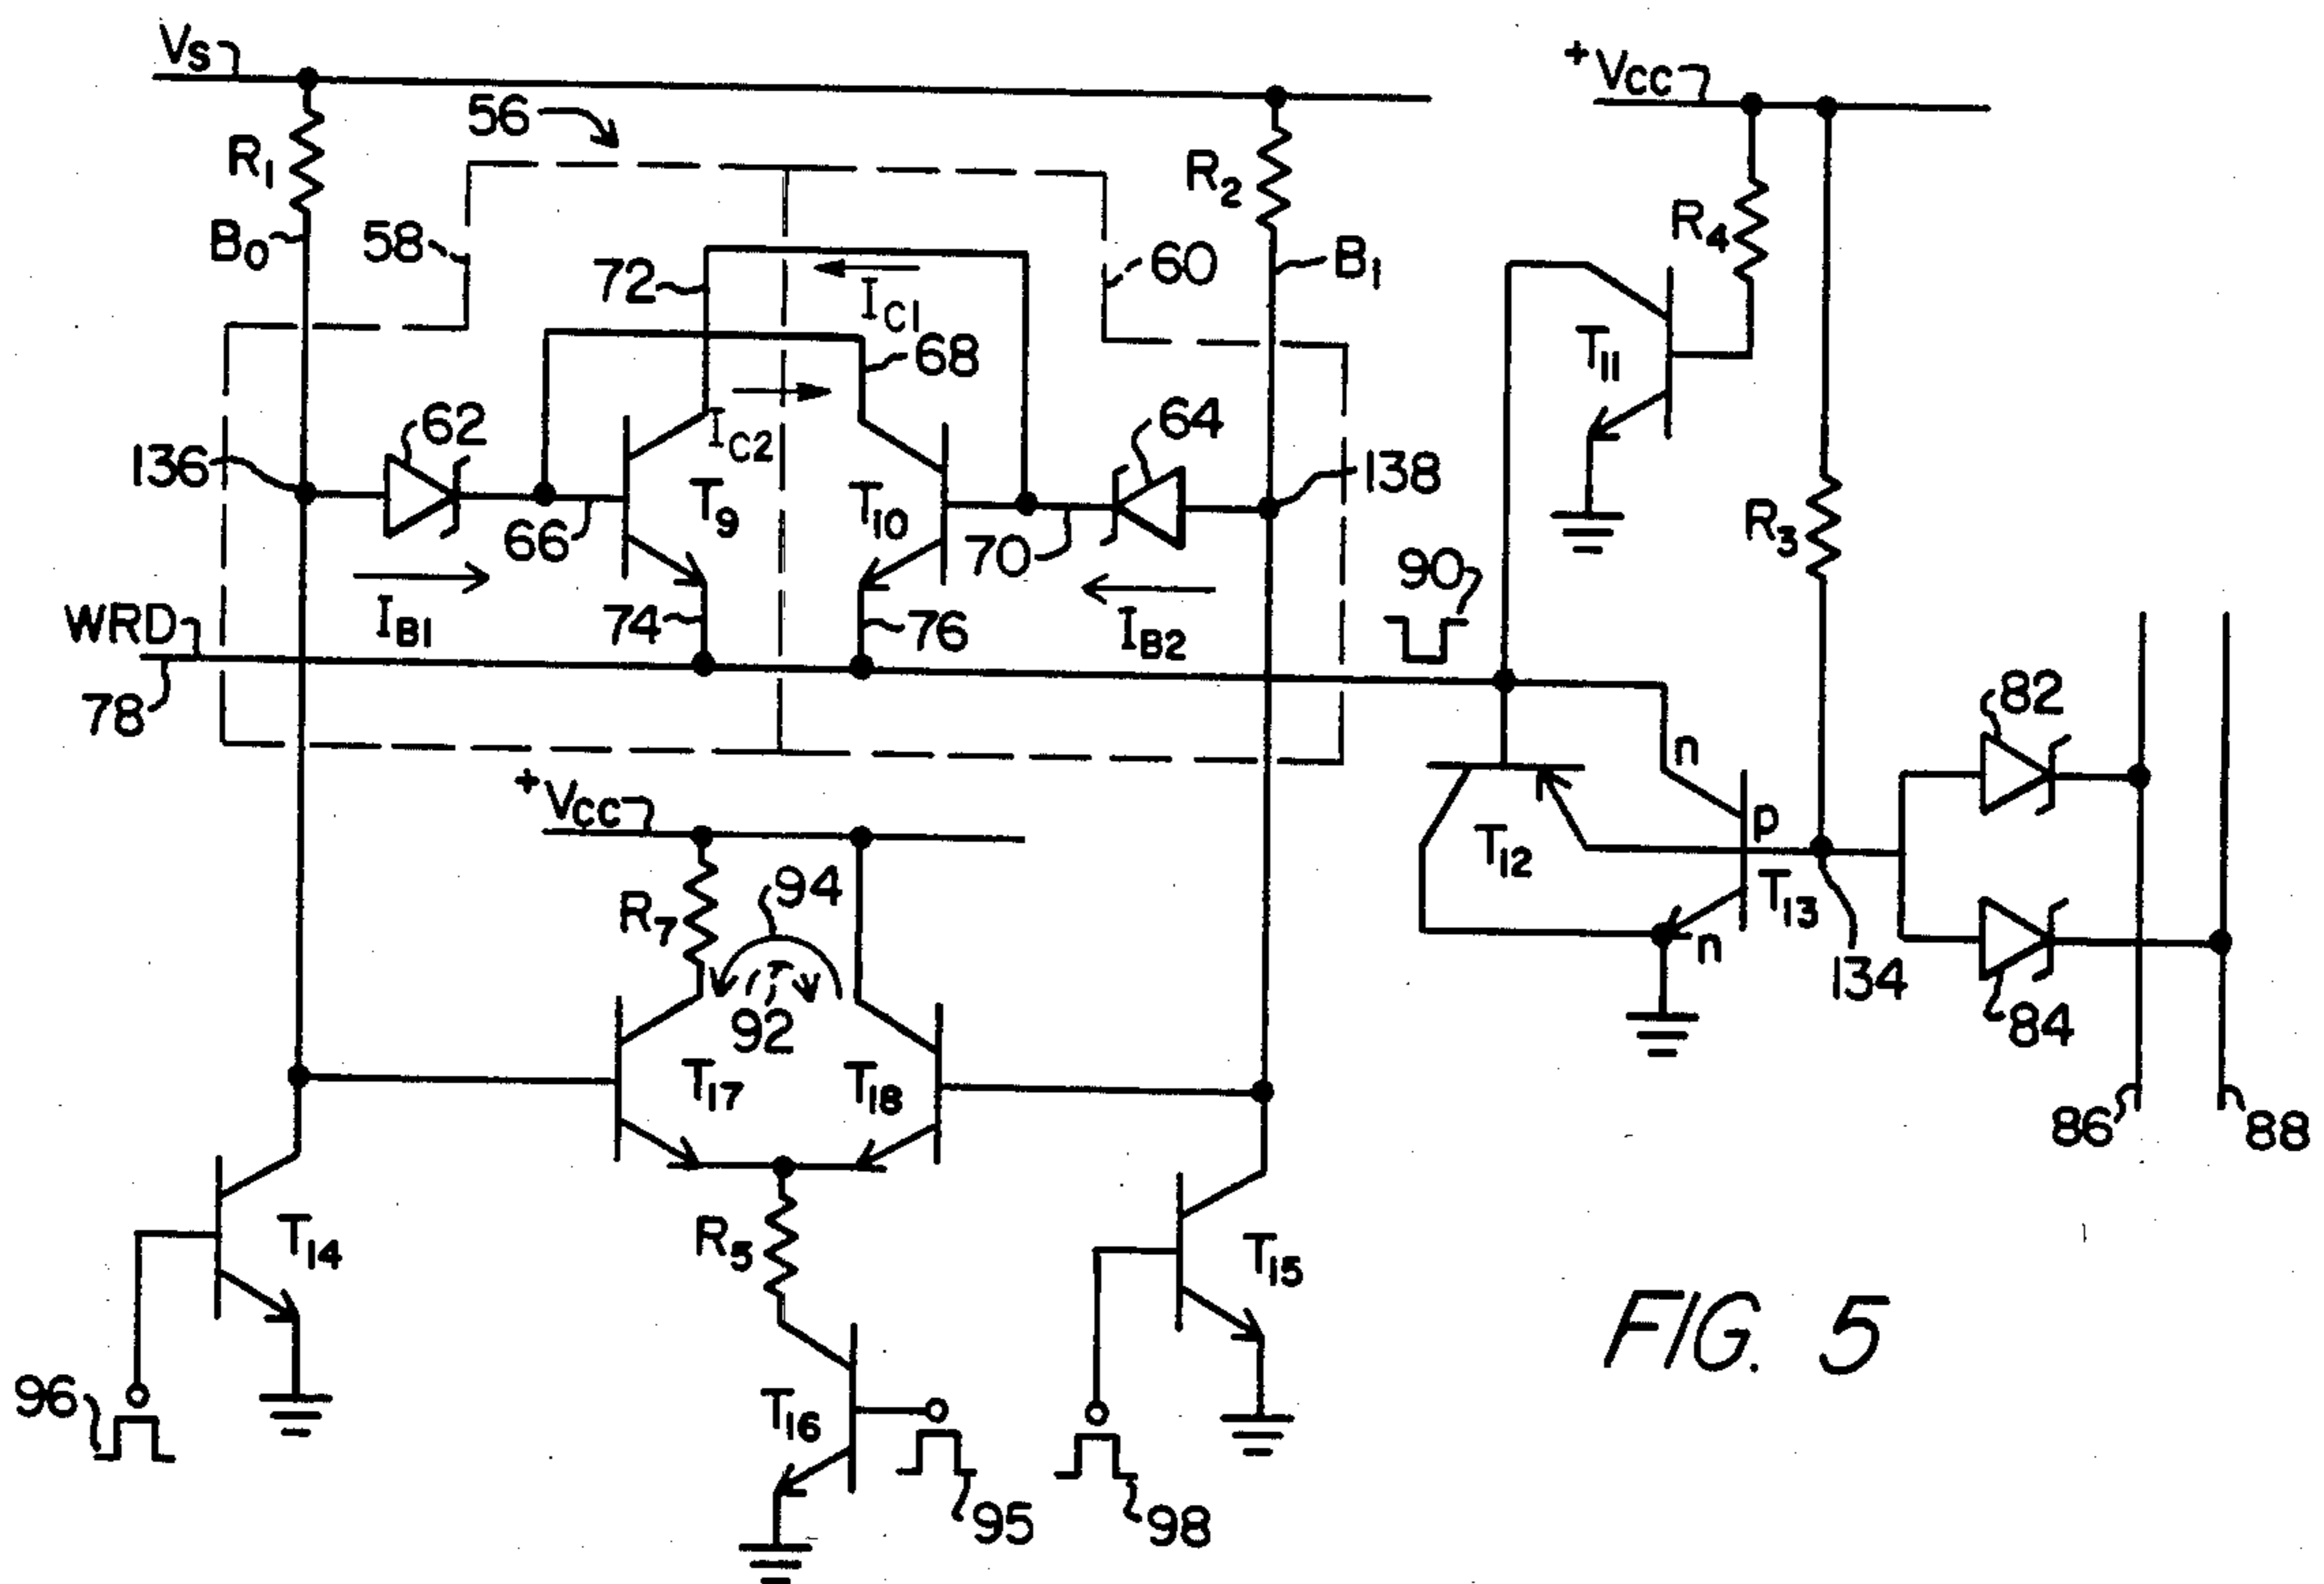 VS
+VCC
56
R1
R2
R4
B0
58
72
60
B1
IC1
68
T11
62
IC2
64
136
T9
T10
138
R3
66
70
90
WRD
IB1
74
76
IB2
78
82
n
+VCC
p
T12
94
R7
T13
n
134
92
84
T17
T18
86
88
R5
T14
T15
FIG. 5
96
T16
95
98